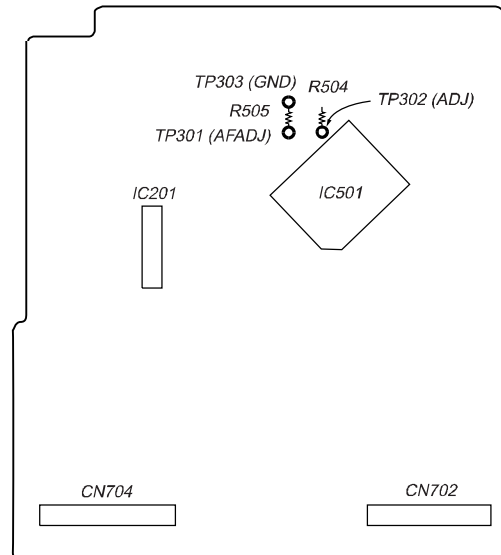 TP303 (GND)
R504
R505
TP302 (ADJ)
TP301 (AFADJ)
IC201
IC501
CN704
CN702